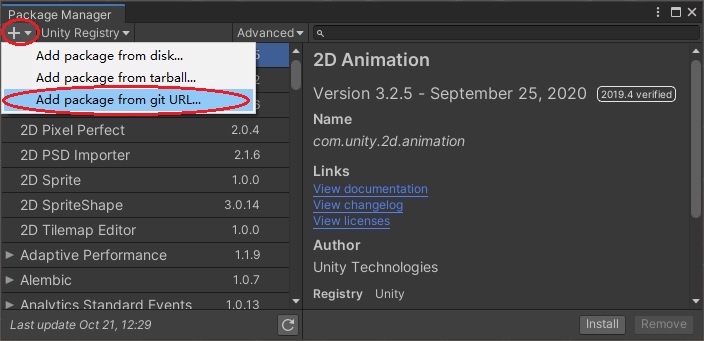 Package Manager
Unity Registry
Advanced
Add package from disk...
Add package from tarball...
Add package from git URL...
2D Pixel Perfect 2.0.4
2D PSD Importer 2.1.6
2D Sprite 1.0.0
2D SpriteShape 3.0.14
2D Tilemap Editor 1.0.0
Adaptive Performance 1.1.9
Alembic 1.0.7
Analytics Standard Events 1.0.13
Last update Oct 21, 12:29
2D Animation
Version 3.2.5 - September 25, 2020 2019.4 verified
Name
com.unity.2d.animation
Links
View documentation
View changelog
View licenses
Author
Unity Technologies
Registry Unity
Install Remove